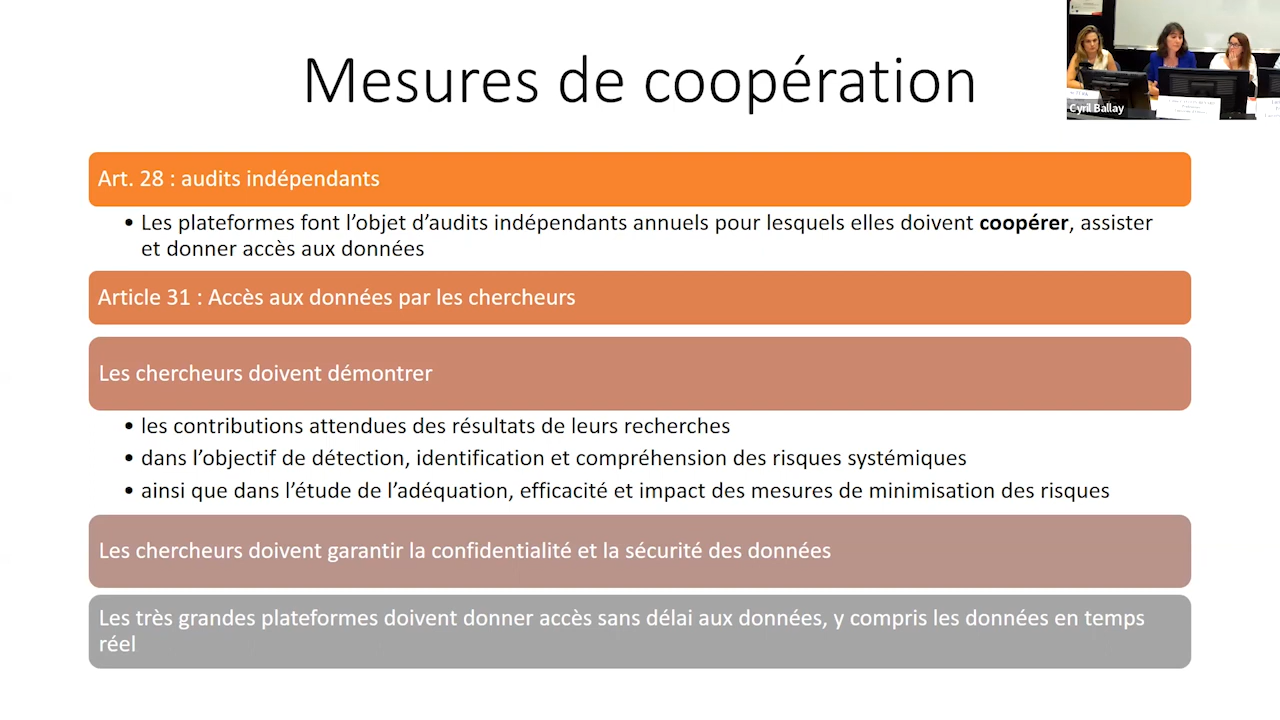 Mesures de coopération
Cyril Ballay
Art. 28 : audits indépendants
• Les plateformes font l’objet d’audits indépendants annuels pour lesquels elles doivent coopérer, assister
et donner accès aux données
Article 31 : Accès aux données par les chercheurs
Les chercheurs doivent démontrer
• les contributions attendues des résultats de leurs recherches
• dans l’objectif de détection, identification et compréhension des risques systémiques
• ainsi que dans l’étude de l’adéquation, efficacité et impact des mesures de minimisation des risques
Les chercheurs doivent garantir la confidentialité et la sécurité des données
Les très grandes plateformes doivent donner accès sans délai aux données, y compris les données en temps
réel